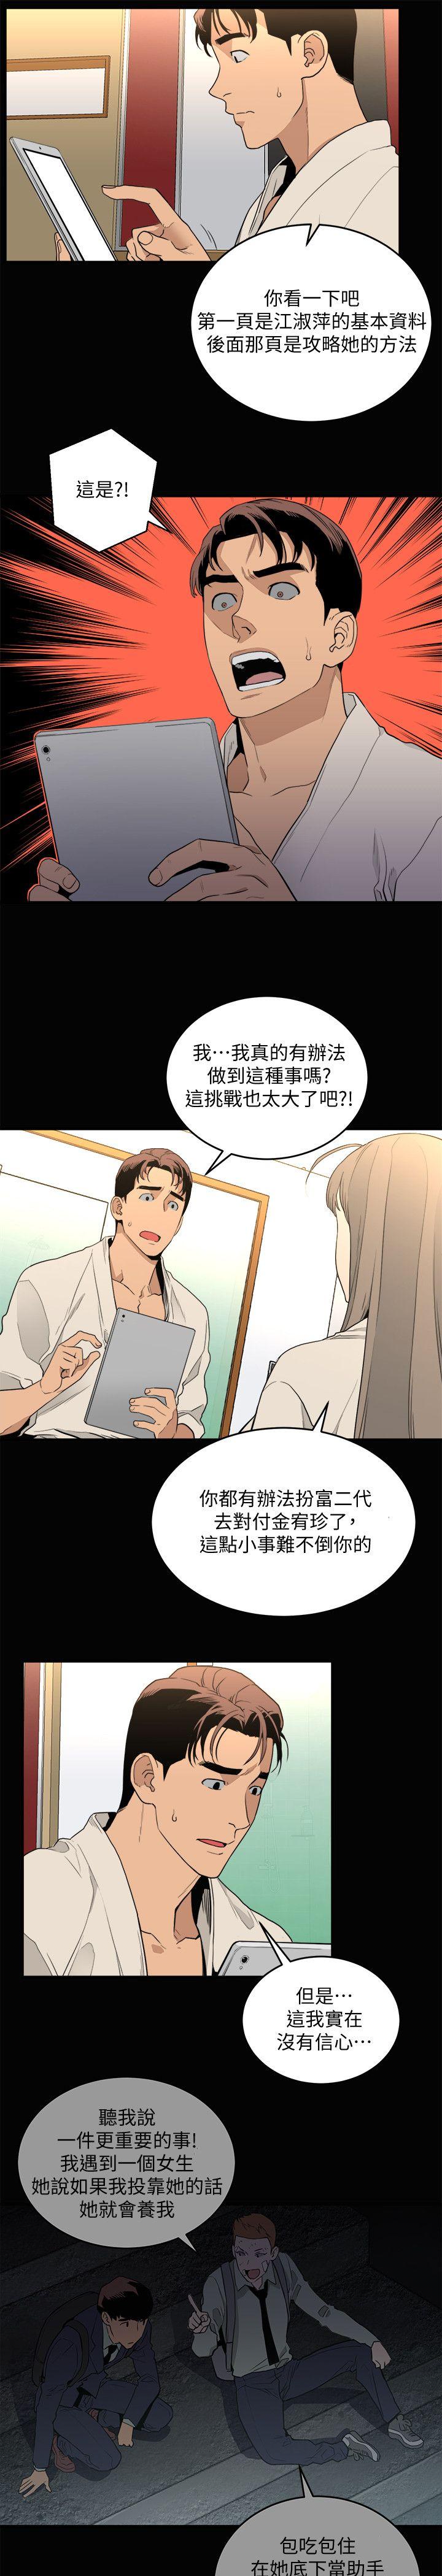 你看一下吧
第一頁是江淑萍的基本資料
後面那頁是攻略她的方法
這是?!
我⋯我真的有辦法
做到這種事嗎?
這挑戰也太大了吧?!
你都有辦法扮富二代
去對付金宥珍了，
這點小事難不倒你的
但是⋯
這我實在
沒有信心⋯
聽我說
一件更重要的事!
我遇到一個女生
她說如果我投靠她的話
她就會養我
包吃包住
在她底下當助手